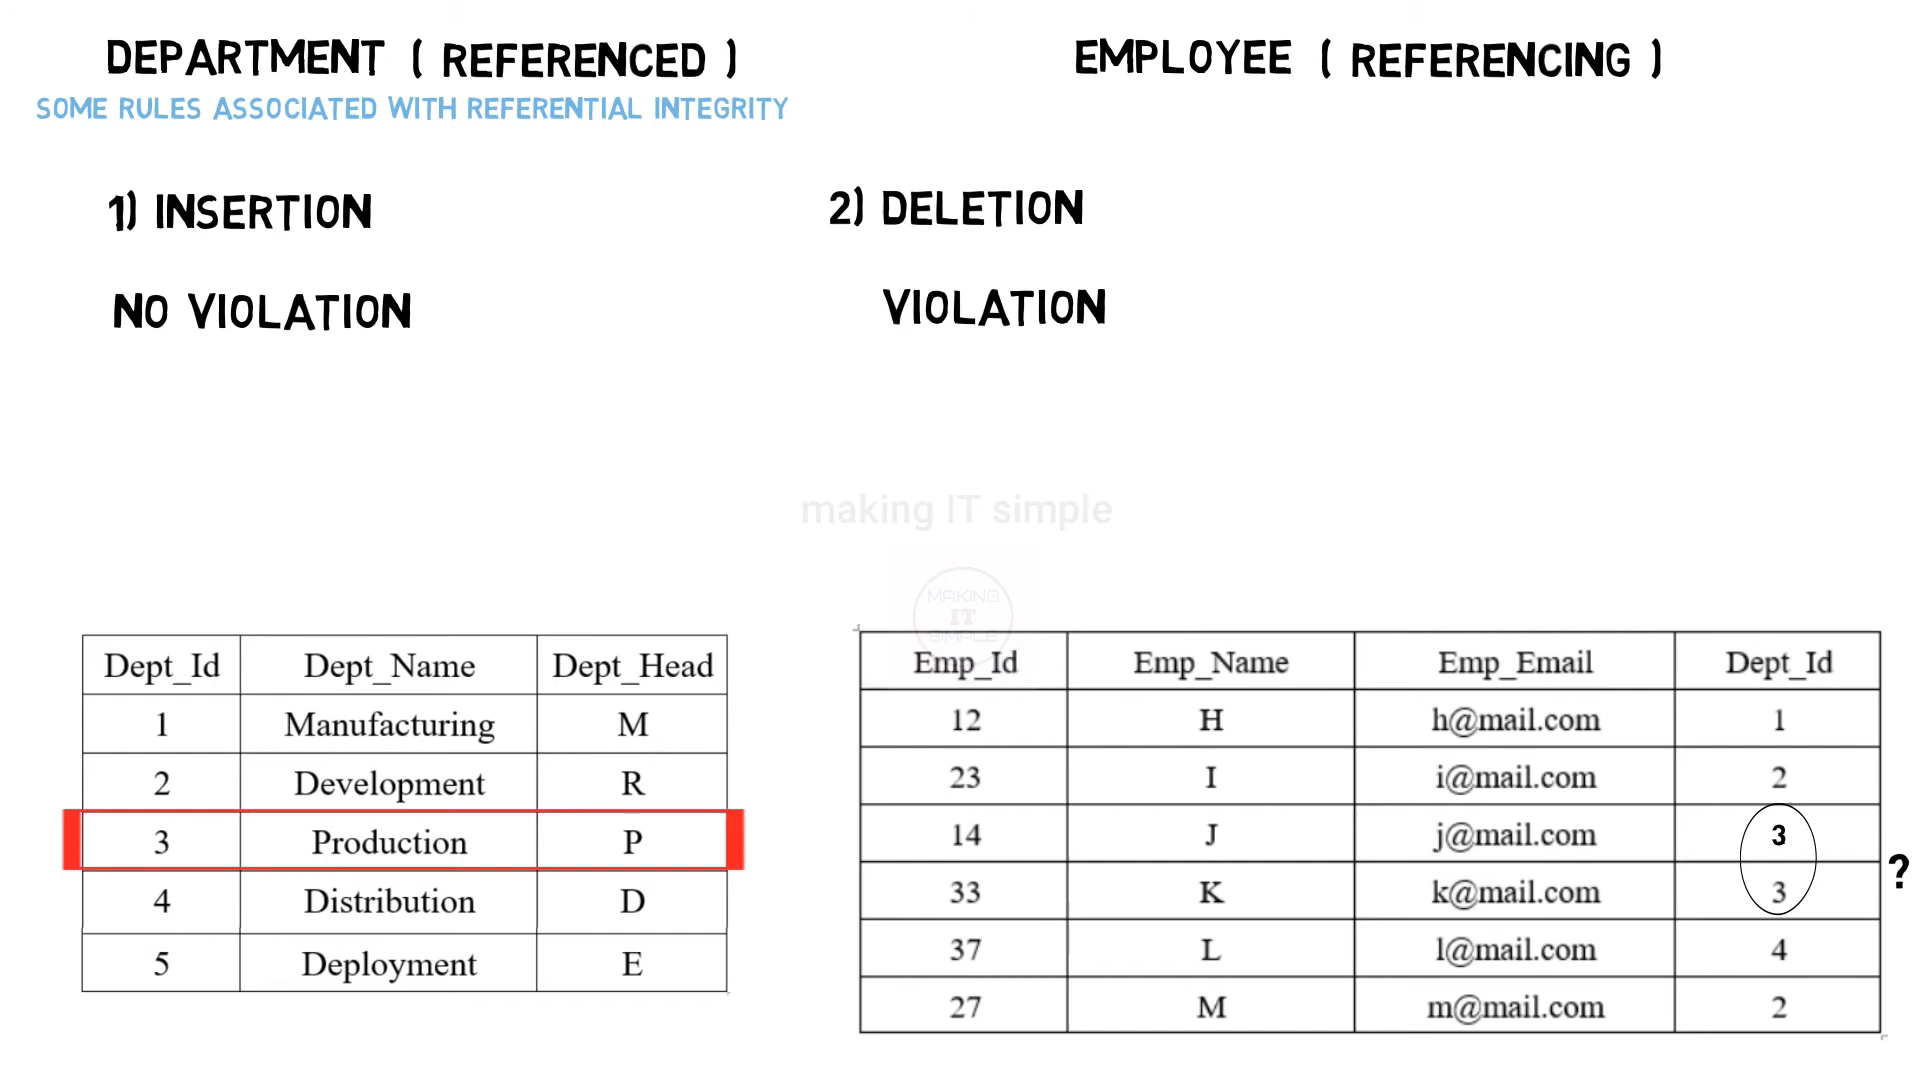 DEPARTMENT ( REFERENCED )
EMPLOYEE ( REFERENCING )
SOME RULES ASSOCIATED WITH REFERENTIAL INTEGRITY
1) INSERTION
2) DELETION
NO VIOLATION
VIOLATION
making IT simple
MAKING
IT
SIMPLE
Dept_Id Dept_Name Dept_Head
1 Manufacturing M
2 Development R
3 Production P
4 Distribution D
5 Deployment E
Emp_Id Emp_Name Emp_Email Dept_Id
12 H h@mail.com 1
23 I i@mail.com 2
14 J j@mail.com 3
33 K k@mail.com 3
?
37 L l@mail.com 4
27 M m@mail.com 2